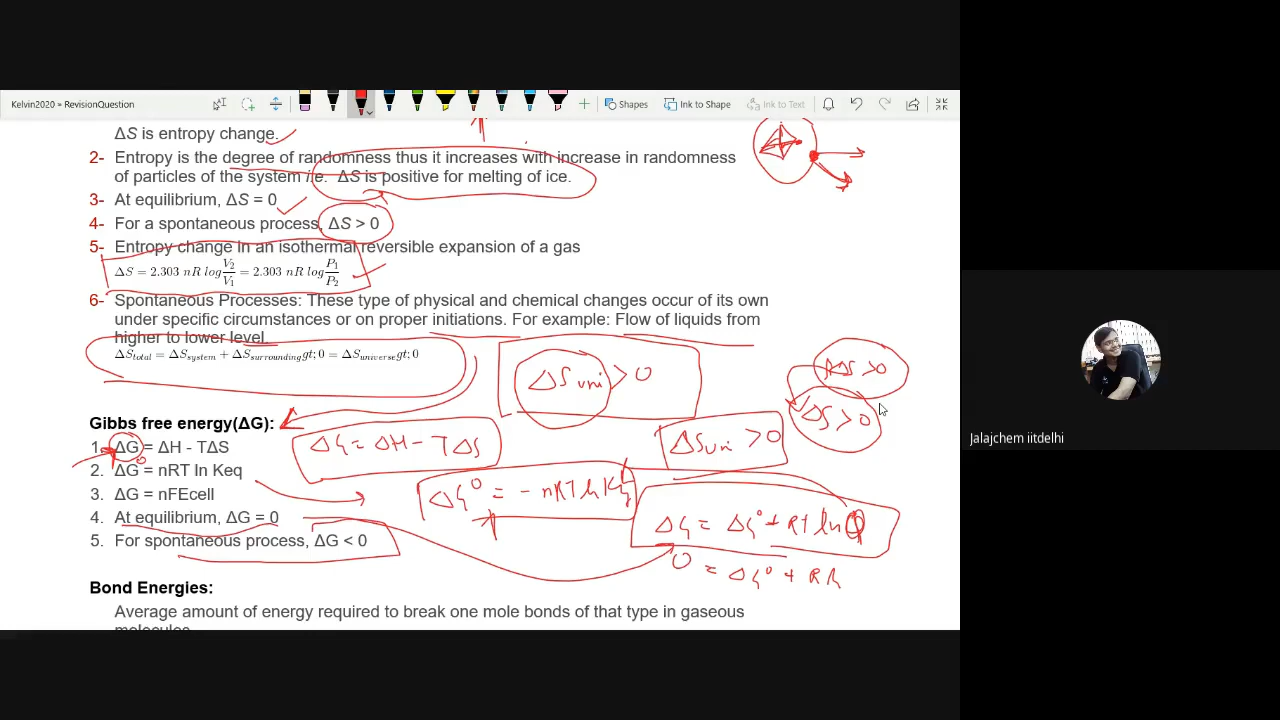 Kelvin2020 » RevisionQuestion
Shapes
Ink to Shape
Ink to Text
ΔS is entropy change.
2- Entropy is the degree of randomness thus it increases with increase in randomness
of particles of the system i.e. ΔS is positive for melting of ice.
3- At equilibrium, ΔS = 0
4- For a spontaneous process, ΔS > 0
5- Entropy change in an isothermal reversible expansion of a gas
ΔS = 2.303 nR log V₂/V₁ = 2.303 nR log P₁/P₂
6- Spontaneous Processes: These type of physical and chemical changes occur of its own
under specific circumstances or on proper initiations. For example: Flow of liquids from
higher to lower level.
ΔS_total = ΔS_system + ΔS_surrounding gt; 0 = ΔS_universe gt; 0
ΔS uni > 0
ΔS > 0
ΔS > 0
Gibbs free energy(ΔG):
1. ΔG = ΔH - TΔS
ΔG = ΔH - TΔS
ΔSuni > 0
2. ΔG = nRT ln Keq
3. ΔG = nFEcell
ΔG° = - nRT ln K
4. At equilibrium, ΔG = 0
ΔG = ΔG° + RT ln Q
5. For spontaneous process, ΔG < 0
0 = ΔG° + R
Bond Energies:
Average amount of energy required to break one mole bonds of that type in gaseous
molecules
Jalajchem iitdelhi